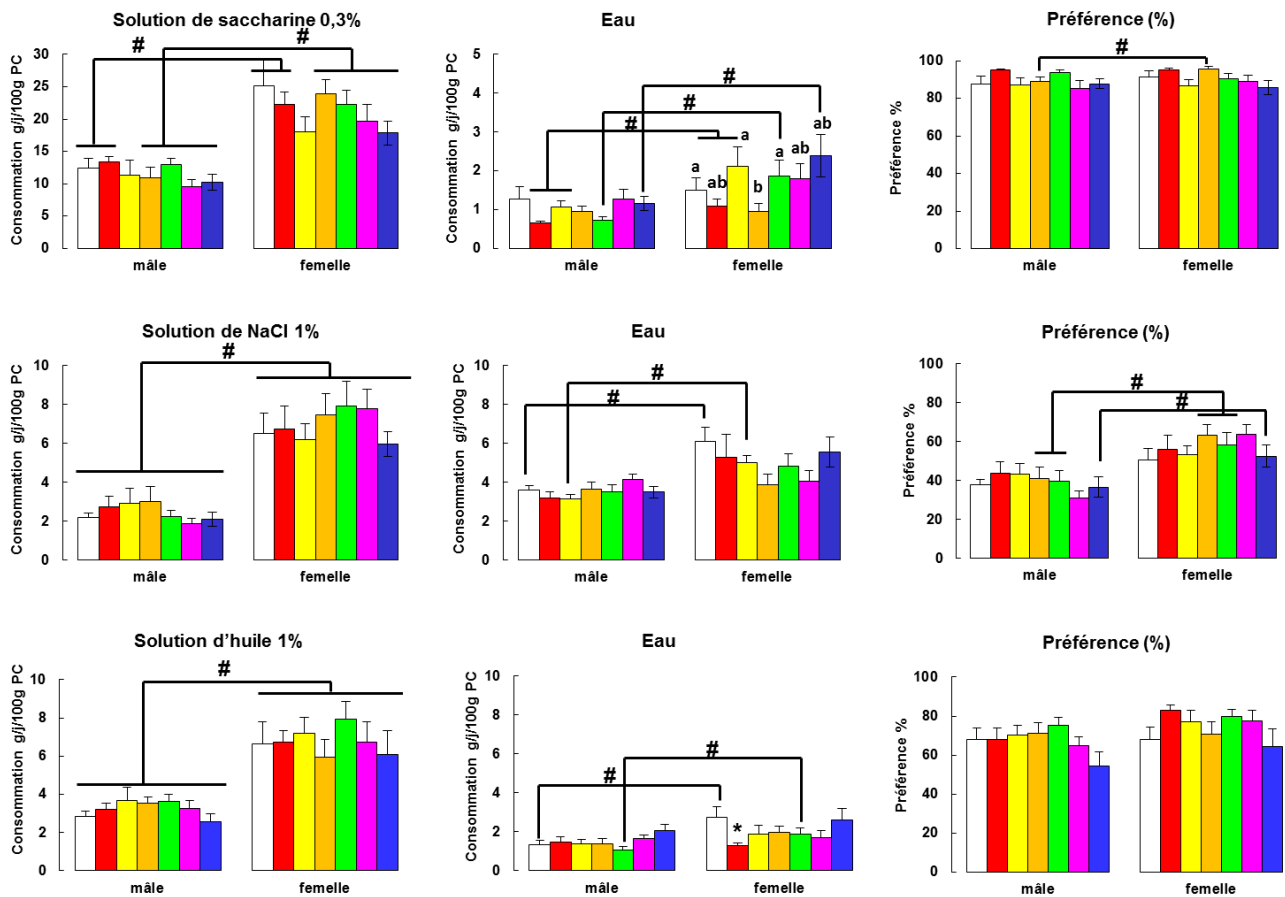 Solution de saccharine 0,3%
Consommation g/j/100g PC
30
25
20
15
10
5
0
#
#
mâle
femelle
Eau
Consommation g/j/100g PC
5
4
3
2
1
0
#
#
#
a
ab
a
b
a
ab
ab
mâle
femelle
Préférence (%)
Préférence %
100
80
60
40
20
0
#
mâle
femelle
Solution de NaCl 1%
Consommation g/j/100g PC
10
8
6
4
2
0
#
mâle
femelle
Eau
Consommation g/j/100g PC
10
8
6
4
2
0
#
#
mâle
femelle
Préférence (%)
Préférence %
100
80
60
40
20
0
#
#
mâle
femelle
Solution d’huile 1%
Consommation g/j/100g PC
10
8
6
4
2
0
#
mâle
femelle
Eau
Consommation g/j/100g PC
10
8
6
4
2
0
#
#
*
mâle
femelle
Préférence (%)
Préférence %
100
80
60
40
20
0
mâle
femelle